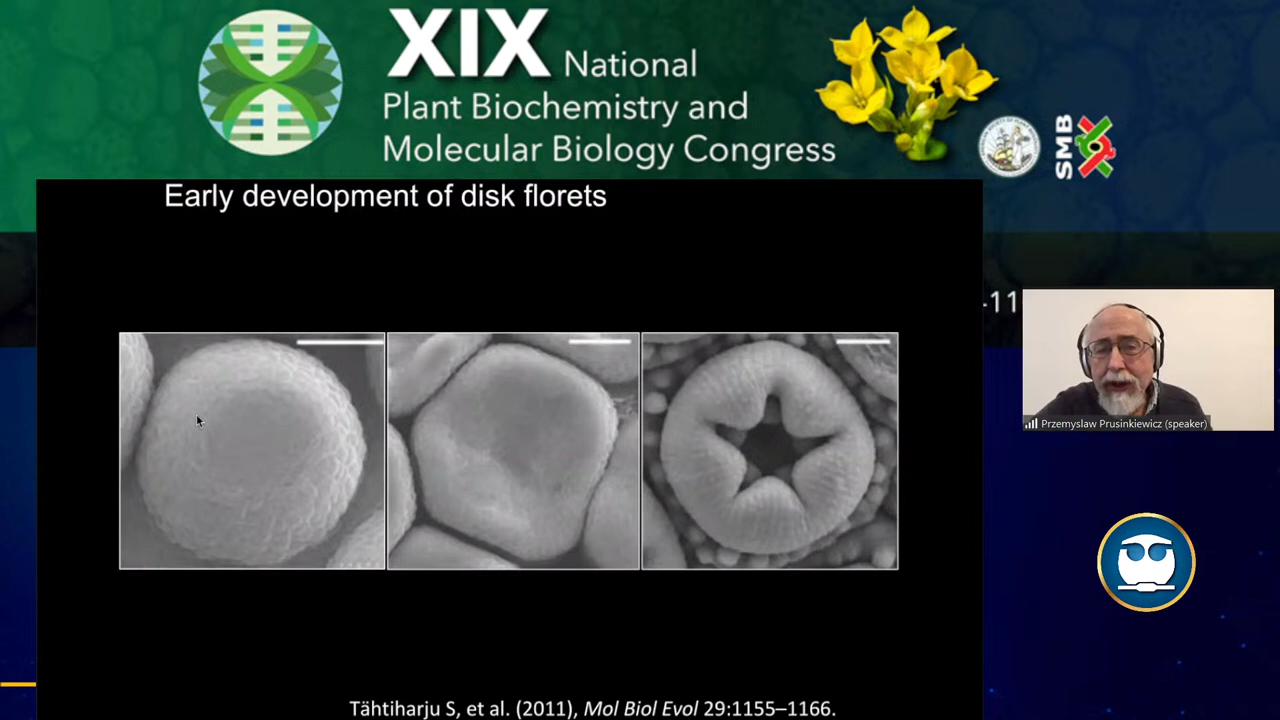 XIX National
Plant Biochemistry and
Molecular Biology Congress
SMB
Early development of disk florets
-11
Przemyslaw Prusinkiewicz (speaker)
Tähtiharju S, et al. (2011), Mol Biol Evol 29:1155–1166.